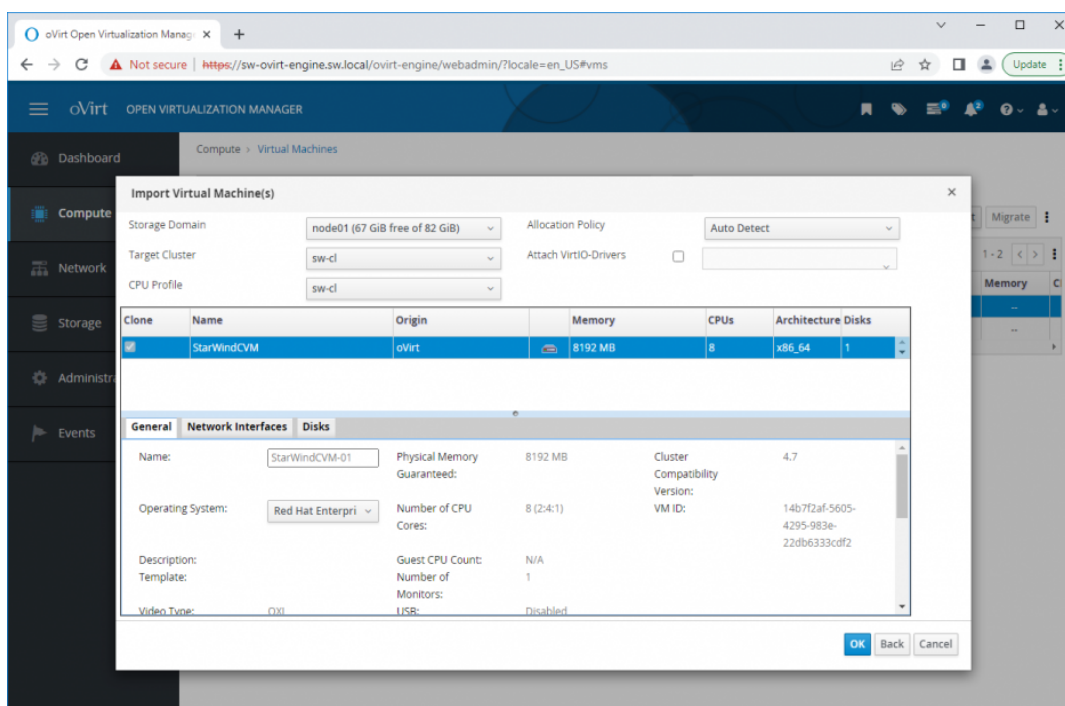 oVirt Open Virtualization Manag
Not secure https://sw-ovirt-engine.sw.local/ovirt-engine/webadmin/?locale=en_US#vms Update
oVirt OPEN VIRTUALIZATION MANAGER
Dashboard
Compute > Virtual Machines
Import Virtual Machine(s)
Compute
Storage Domain node01 (67 GiB free of 82 GiB) Allocation Policy Auto Detect
Migrate
Target Cluster sw-cl Attach VirtIO-Drivers
1 - 2
Network
CPU Profile sw-cl
Memory
Clone Name Origin Memory CPUs Architecture Disks
Storage
StarWindCVM oVirt 8192 MB 8 x86_64 1
Administra
General Network Interfaces Disks
Events
Name: StarWindCVM-01 Physical Memory Guaranteed: 8192 MB Cluster Compatibility Version: 4.7
Operating System: Red Hat Enterpri Number of CPU Cores: 8 (2:4:1) VM ID: 14b7f2af-5605-4295-983e-22db6333cdf2
Description: Guest CPU Count: N/A
Template: Number of Monitors: 1
Video Type: QXL USB: Disabled
OK Back Cancel